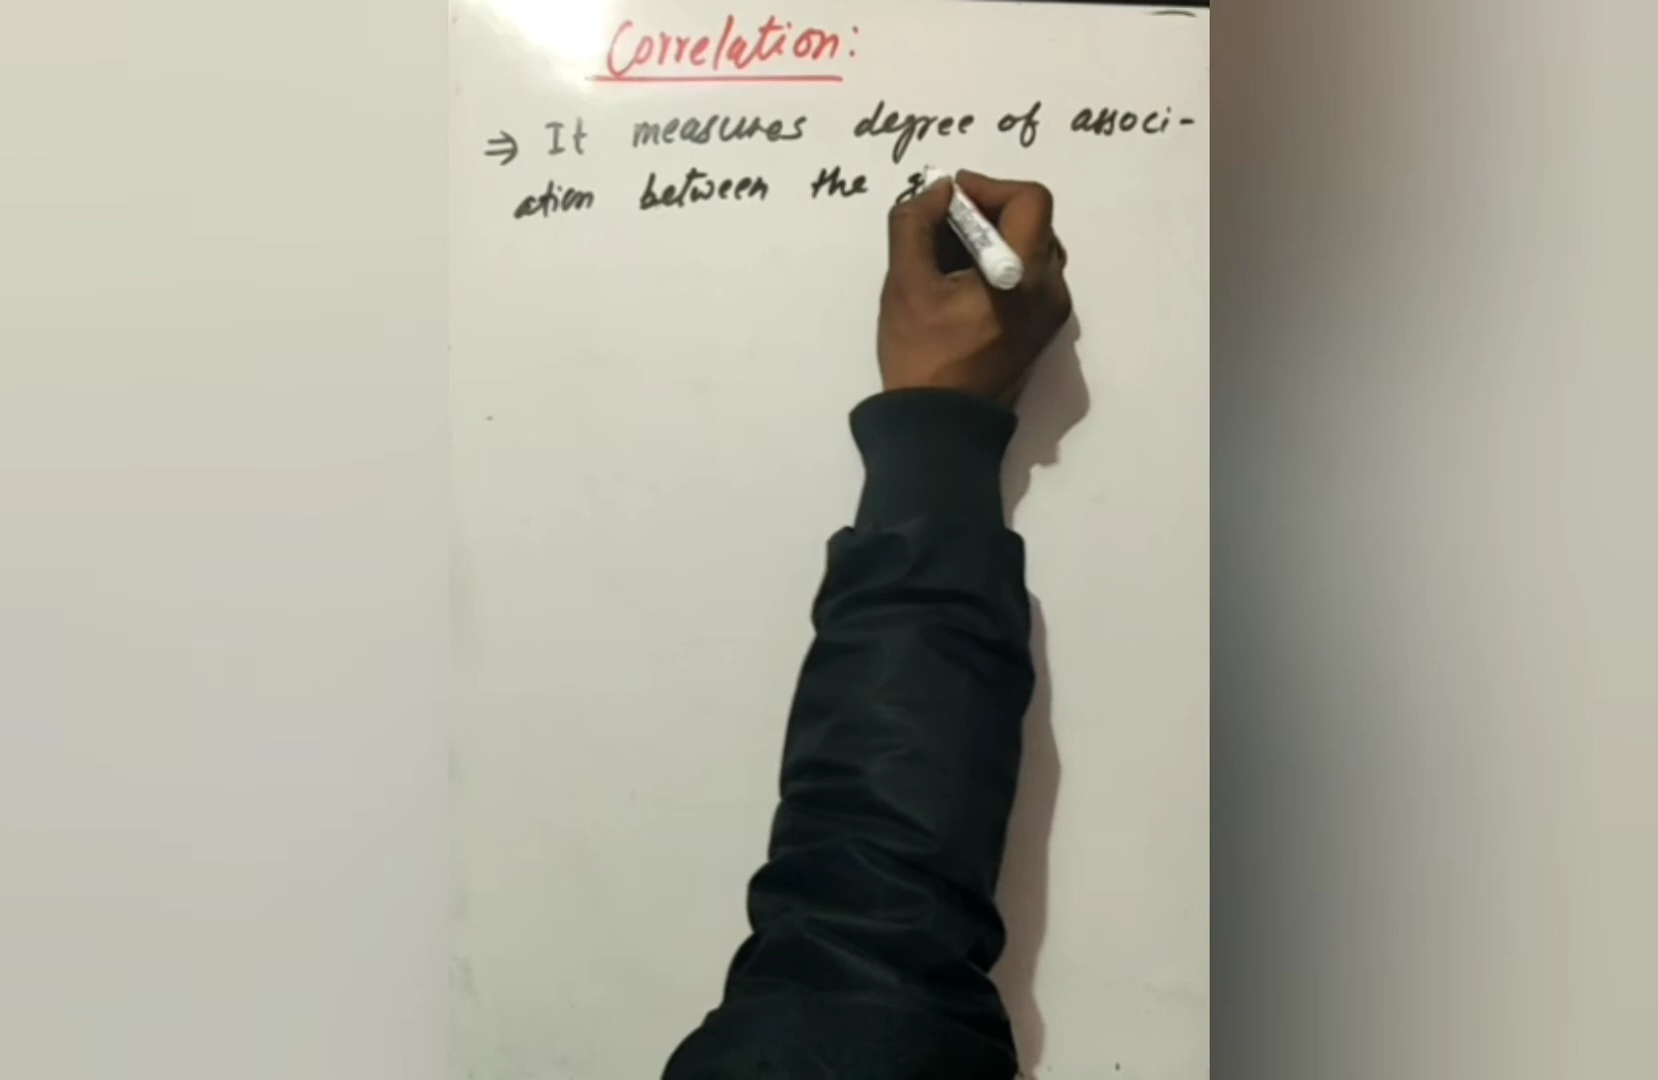 Correlation:
⇒ It measures degree of associ-
ation between the